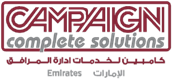 CAMPAIGN
complete solutions
كامبين لخدمات ادارة المرافق
Emirates الإمارات